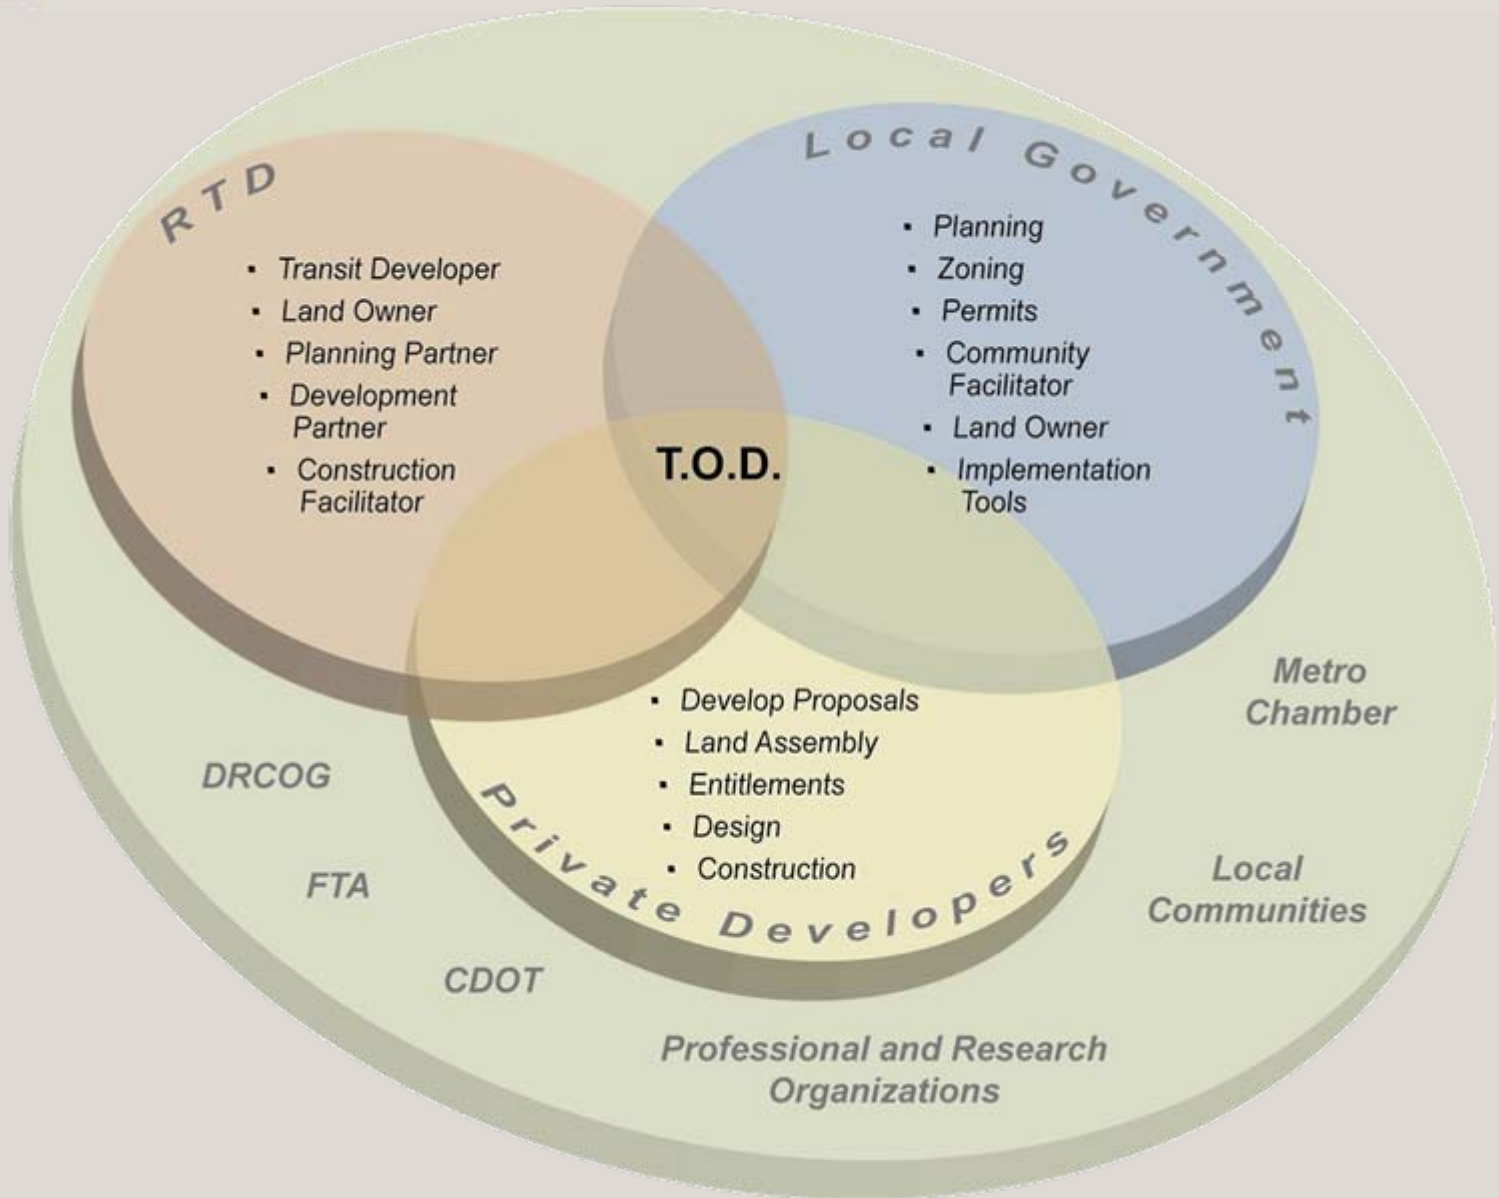 RTD
▪ Transit Developer
▪ Land Owner
▪ Planning Partner
▪ Development
Partner
▪ Construction
Facilitator
Local Government
▪ Planning
▪ Zoning
▪ Permits
▪ Community
Facilitator
▪ Land Owner
▪ Implementation
Tools
T.O.D.
▪ Develop Proposals
▪ Land Assembly
▪ Entitlements
▪ Design
▪ Construction
Private Developers
DRCOG
FTA
CDOT
Professional and Research
Organizations
Local
Communities
Metro
Chamber